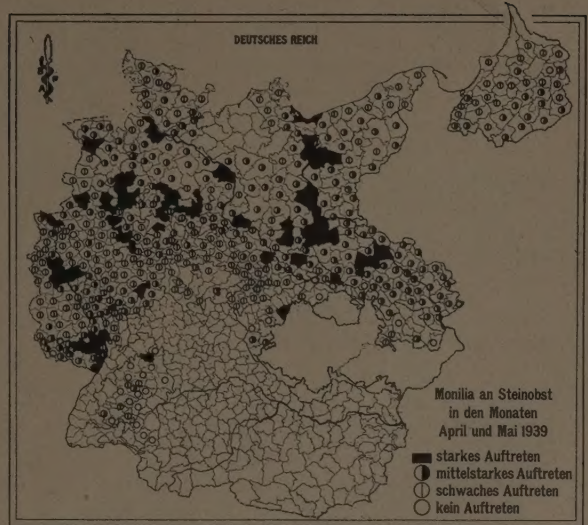 DEUTSCHES REICH
Monilia an Steinobst
in den Monaten
April und Mai 1939
starkes Auftreten
mittelstarkes Auftreten
schwaches Auftreten
kein Auftreten